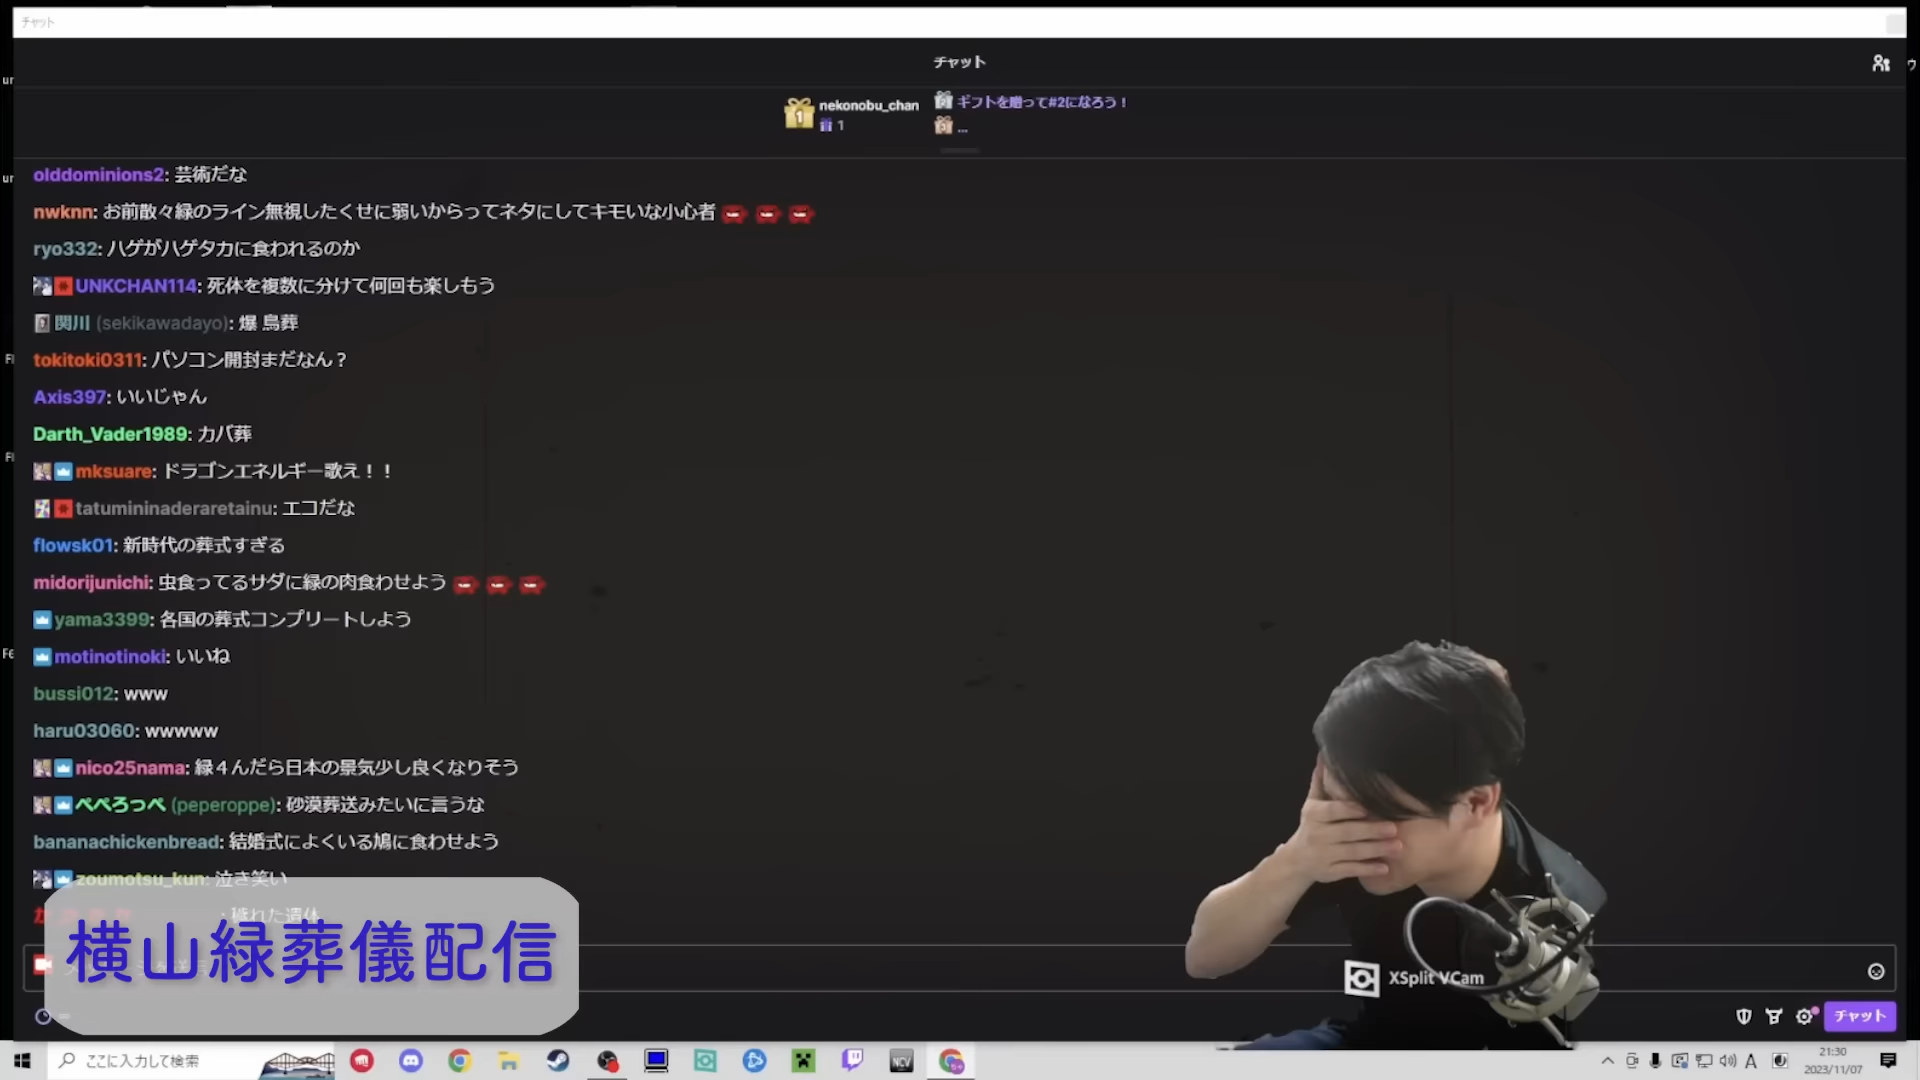 チャット
チャット
nekonobu_chan
1
ギフトを贈って#2になろう！
...
olddominions2: 芸術だな
nwknn: お前散々緑のライン無視したくせに弱いからってネタにしてキモいな小心者
ryo332: ハゲがハゲタカに食われるのか
UNKCHAN114: 死体を複数に分けて何回も楽しもう
関川 (sekikawadayo): 爆 鳥葬
tokitoki0311: パソコン開封まだなん？
Axis397: いいじゃん
Darth_Vader1989: カバ葬
mksuare: ドラゴンエネルギー歌え！！
tatumininaderaretainu: エコだな
flowsk01: 新時代の葬式すぎる
midorijunichi: 虫食ってるサダに緑の肉食わせよう
yama3399: 各国の葬式コンプリートしよう
motinotinoki: いいね
bussi012: www
haru03060: wwwww
nico25nama: 緑４んだら日本の景気少し良くなりそう
ぺぺろっぺ (peperoppe): 砂漠葬送みたいに言うな
bananachickenbread: 結婚式によくいる鳩に食わせよう
zoumotsu_kun: 泣き笑い
: 穢れた遺体
横山緑葬儀配信
XSplit VCam
チャット
ここに入力して検索
NCV
A
21:30
2023/11/07